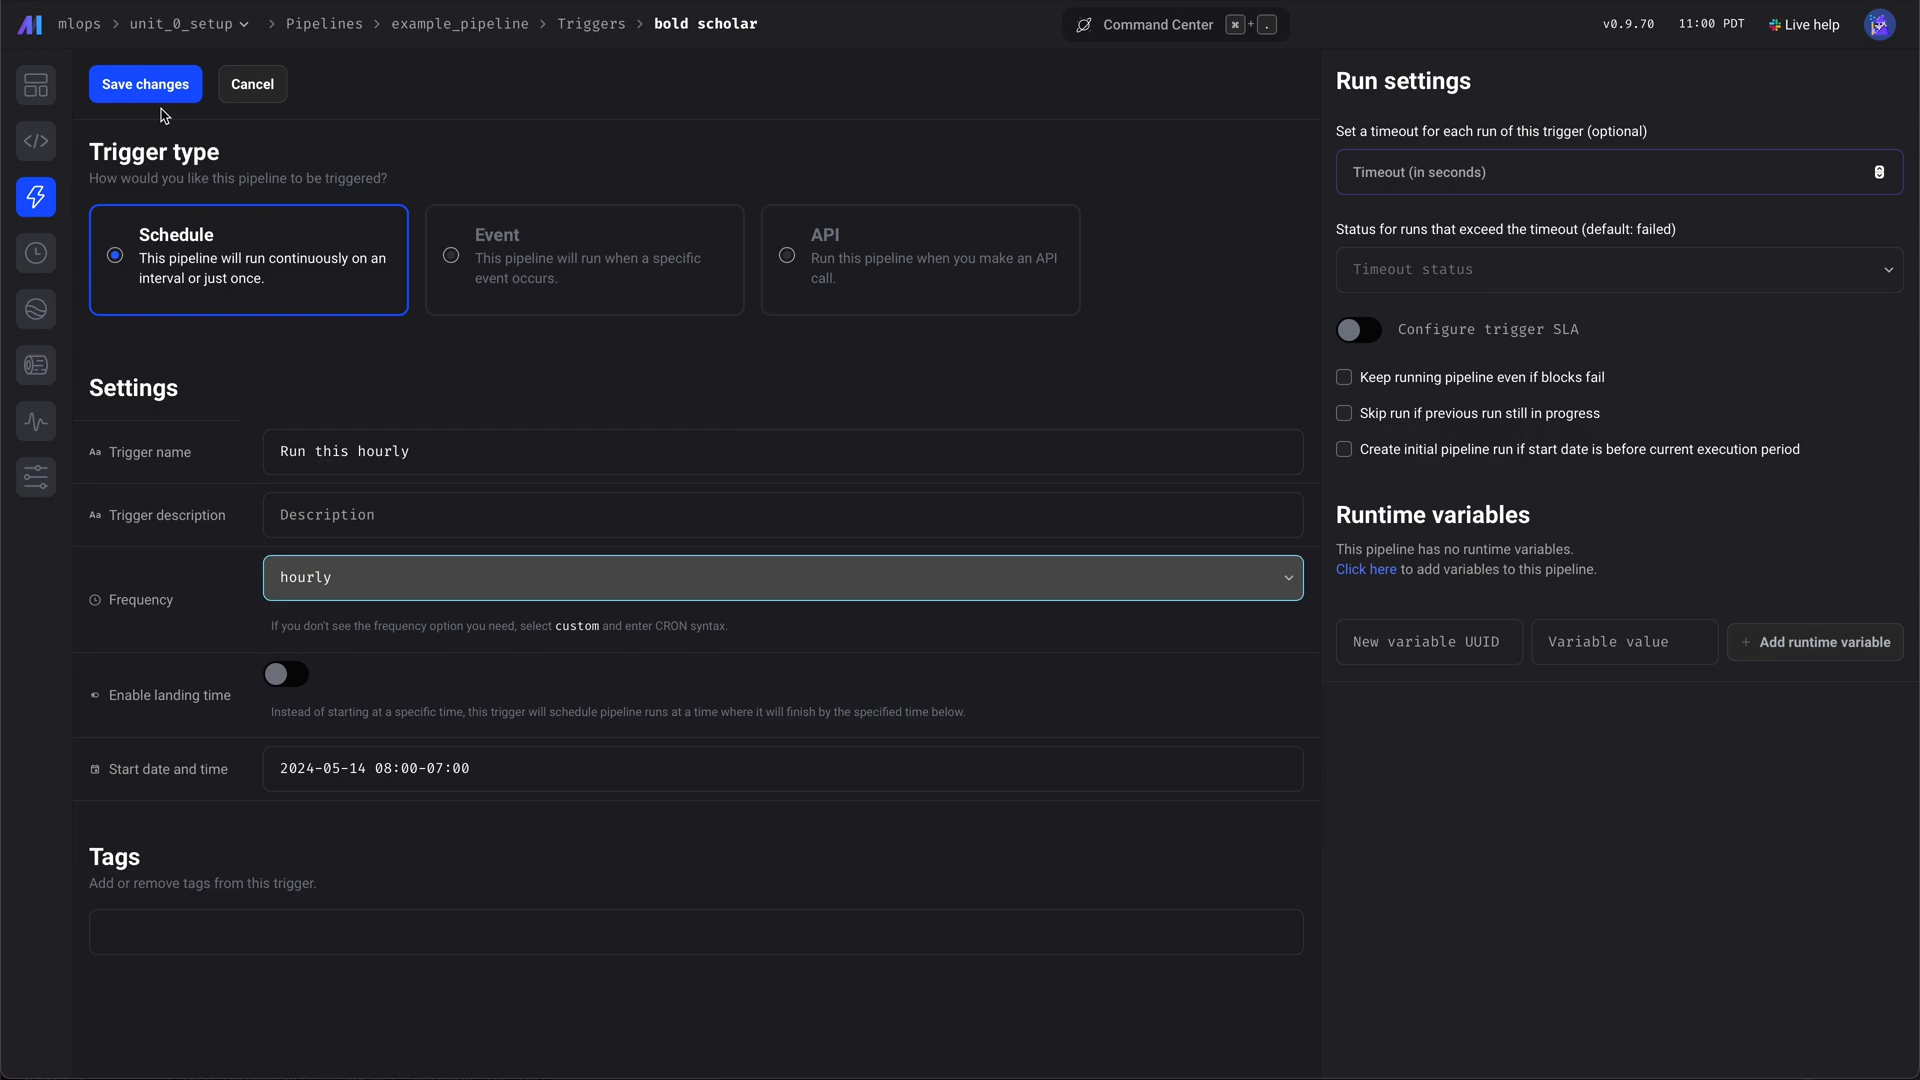 mlops > unit_0_setup > Pipelines > example_pipeline > Triggers > bold scholar
Command Center ⌘ + .
v0.9.70 11:00 PDT Live help
Save changes Cancel
Trigger type
How would you like this pipeline to be triggered?
Schedule
This pipeline will run continuously on an
interval or just once.
Event
This pipeline will run when a specific
event occurs.
API
Run this pipeline when you make an API
call.
Settings
Aa Trigger name Run this hourly
Aa Trigger description Description
Frequency hourly
If you don't see the frequency option you need, select custom and enter CRON syntax.
Enable landing time
Instead of starting at a specific time, this trigger will schedule pipeline runs at a time where it will finish by the specified time below.
Start date and time 2024-05-14 08:00-07:00
Tags
Add or remove tags from this trigger.
Run settings
Set a timeout for each run of this trigger (optional)
Timeout (in seconds)
Status for runs that exceed the timeout (default: failed)
Timeout status
Configure trigger SLA
Keep running pipeline even if blocks fail
Skip run if previous run still in progress
Create initial pipeline run if start date is before current execution period
Runtime variables
This pipeline has no runtime variables.
Click here to add variables to this pipeline.
New variable UUID Variable value + Add runtime variable